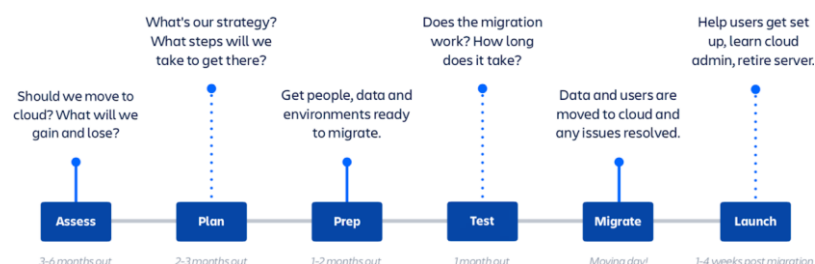 What's our strategy?
What steps will we
take to get there?
Does the migration
work? How long
does it take?
Help users get set
up, learn cloud
admin, retire server.
Should we move to
cloud? What will we
gain and lose?
Get people, data and
environments ready
to migrate.
Data and users are
moved to cloud and
any issues resolved.
Assess
Plan
Prep
Test
Migrate
Launch
3-6 months out
2-3 months out
1-2 months out
1 month out
Moving day!
1-4 weeks post migration